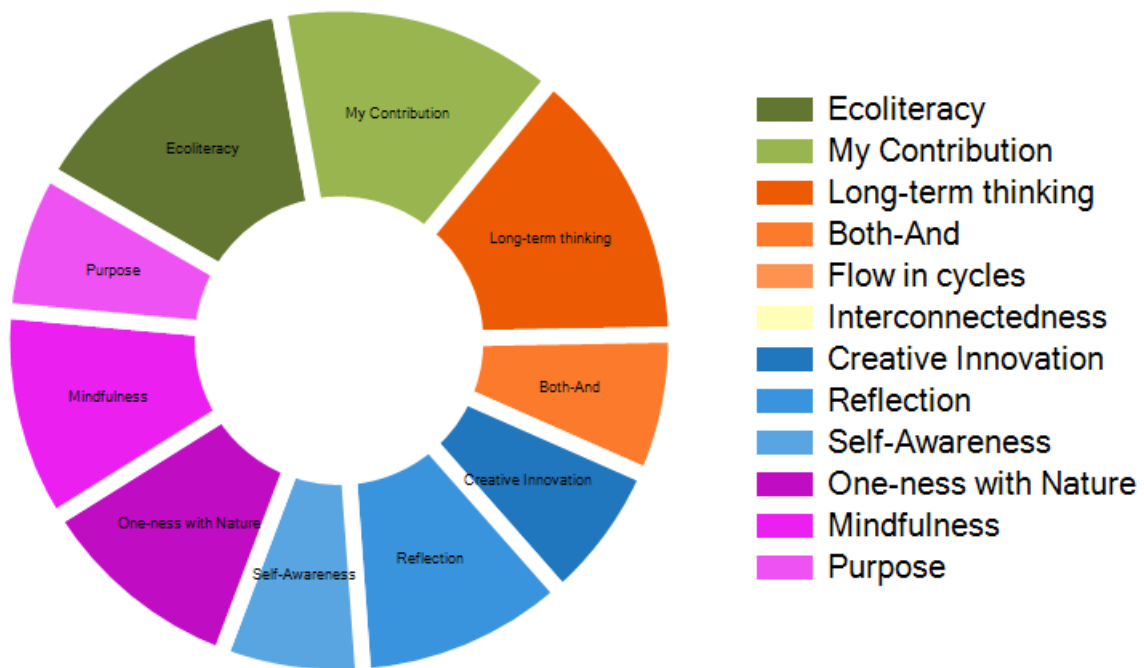 My Contribution
Ecoliteracy
Long-term thinking
Purpose
Both-And
Mindfulness
Creative Innovation
One-ness with Nature
Reflection
Self-Awareness
Ecoliteracy
My Contribution
Long-term thinking
Both-And
Flow in cycles
Interconnectedness
Creative Innovation
Reflection
Self-Awareness
One-ness with Nature
Mindfulness
Purpose